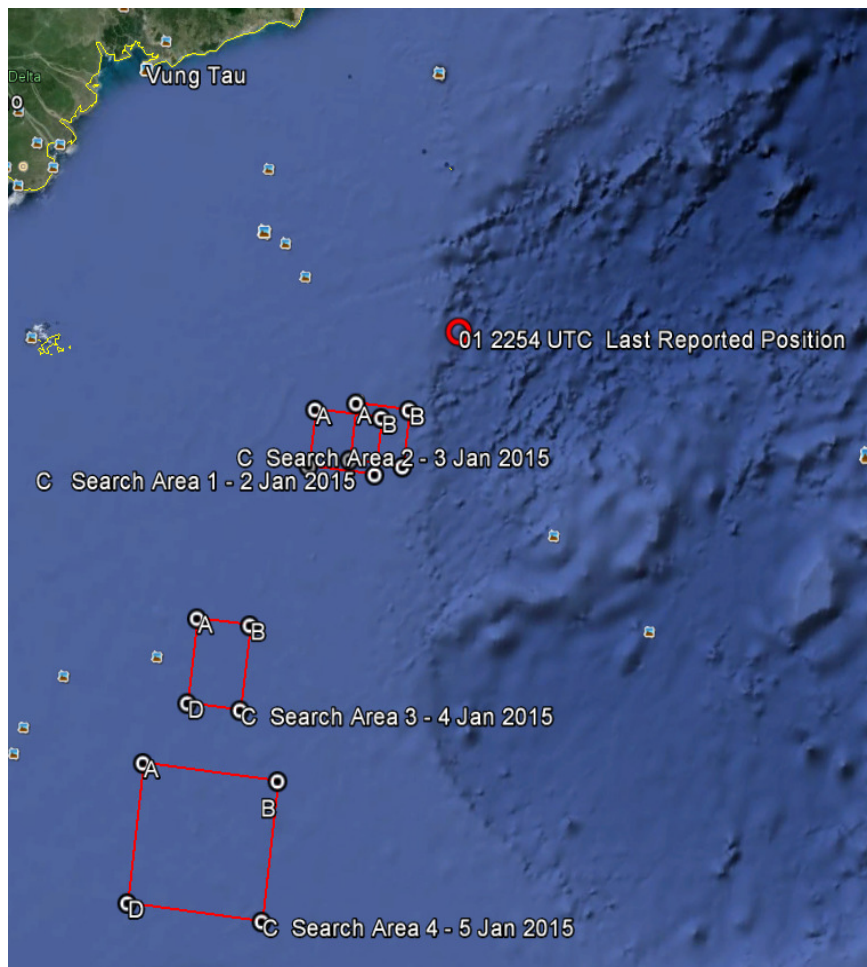 Delta
Vung Tau
o
01 2254 UTC  Last Reported Position
A
A
B
B
C  Search Area 2 - 3 Jan 2015
C  Search Area 1 - 2 Jan 2015
A
B
D
C  Search Area 3 - 4 Jan 2015
A
B
D
C  Search Area 4 - 5 Jan 2015